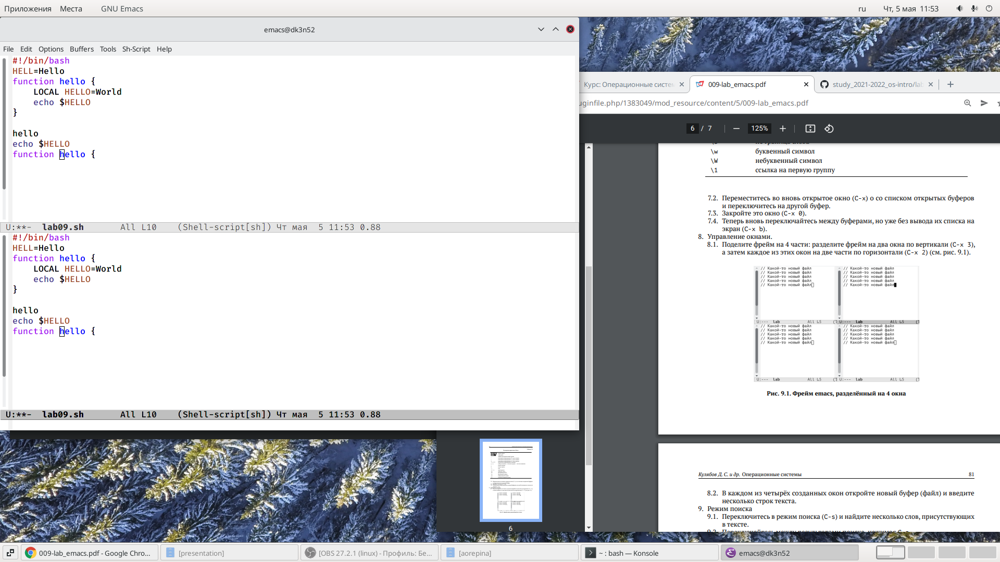 Приложения Места GNU Emacs ru Чт, 5 мая 11:53
emacs@dk3n52
File Edit Options Buffers Tools Sh-Script Help
#!/bin/bash
HELL=Hello
function hello {
LOCAL HELLO=World
echo $HELLO
}
hello
echo $HELLO
function hello {
U:**- lab09.sh All L10 (Shell-script[sh]) Чт мая 5 11:53 0.88
#!/bin/bash
HELL=Hello
function hello {
LOCAL HELLO=World
echo $HELLO
}
hello
echo $HELLO
function hello {
U:**- lab09.sh All L10 (Shell-script[sh]) Чт мая 5 11:53 0.88
Курс: Операционные систем 009-lab_emacs.pdf study_2021-2022_os-intro/lab
uginfile.php/1383049/mod_resource/content/5/009-lab_emacs.pdf
6 / 7 125%
\w буквенный символ
\W небуквенный символ
\1 ссылка на первую группу
7.2. Переместитесь во вновь открытое окно (C-x) o со списком открытых буферов
и переключитесь на другой буфер.
7.3. Закройте это окно (C-x 0).
7.4. Теперь вновь переключайтесь между буферами, но уже без вывода их списка на
экран (C-x b).
8. Управление окнами.
8.1. Поделите фрейм на 4 части: разделите фрейм на два окна по вертикали (C-x 3),
а затем каждое из этих окон на две части по горизонтали (C-x 2) (см. рис. 9.1).
// Какой-то новый файл // Какой-то новый файл
// Какой-то новый файл // Какой-то новый файл
// Какой-то новый файл // Какой-то новый файл
// Какой-то новый файл // Какой-то новый файл
// Какой-то новый файл // Какой-то новый файл
U:--- lab All L5 U:--- lab All L5
// Какой-то новый файл // Какой-то новый файл
// Какой-то новый файл // Какой-то новый файл
// Какой-то новый файл // Какой-то новый файл
// Какой-то новый файл // Какой-то новый файл
// Какой-то новый файл // Какой-то новый файл
U:--- lab All L5 U:--- lab All L5
Рис. 9.1. Фрейм emacs, разделённый на 4 окна
Кулябов Д. С. и др. Операционные системы 81
8.2. В каждом из четырёх созданных окон откройте новый буфер (файл) и введите
несколько строк текста.
9. Режим поиска
9.1. Переключитесь в режим поиска (C-s) и найдите несколько слов, присутствующих
в тексте.
6
009-lab_emacs.pdf - Google Chro... [presentation] [OBS 27.2.1 (linux) - Профиль: Бе... [aorepina] ~ : bash — Konsole emacs@dk3n52